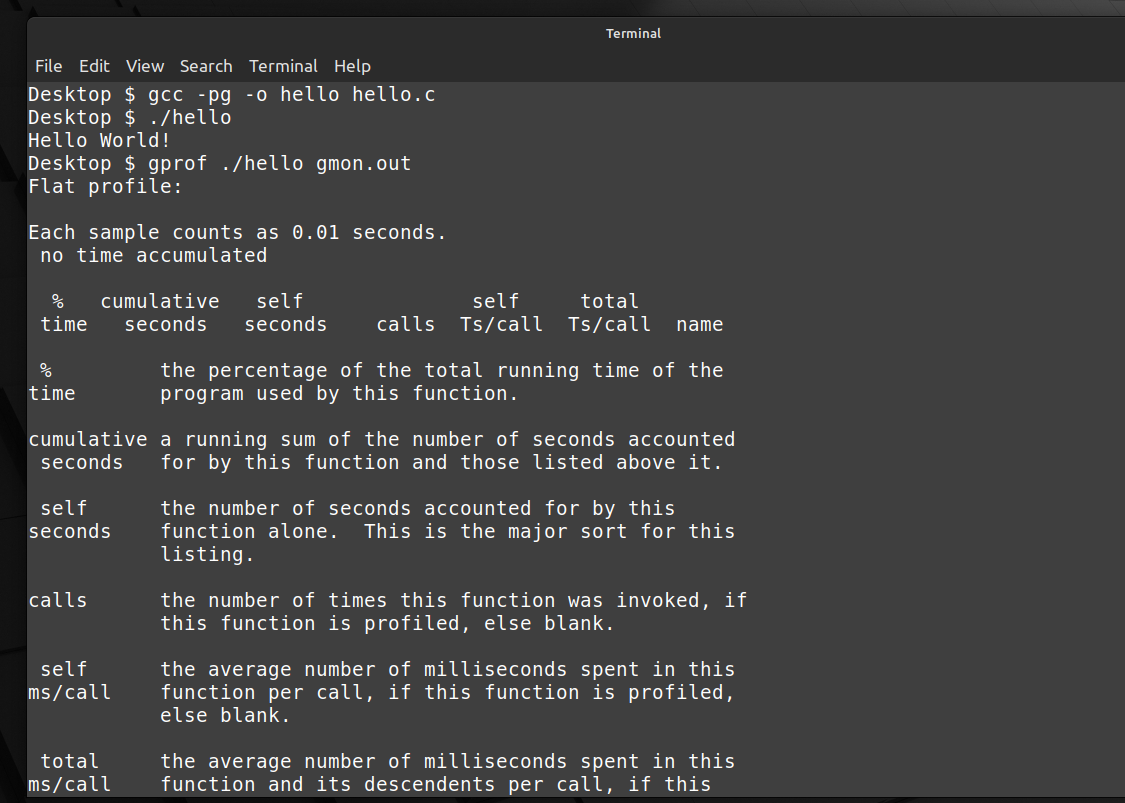 Terminal
File Edit View Search Terminal Help
Desktop $ gcc -pg -o hello hello.c
Desktop $ ./hello
Hello World!
Desktop $ gprof ./hello gmon.out
Flat profile:

Each sample counts as 0.01 seconds.
 no time accumulated

  %   cumulative   self              self     total
 time   seconds   seconds    calls  Ts/call  Ts/call  name

 %         the percentage of the total running time of the
time       program used by this function.

cumulative a running sum of the number of seconds accounted
 seconds   for by this function and those listed above it.

 self      the number of seconds accounted for by this
seconds    function alone.  This is the major sort for this
           listing.

calls      the number of times this function was invoked, if
           this function is profiled, else blank.

 self      the average number of milliseconds spent in this
ms/call    function per call, if this function is profiled,
           else blank.

 total     the average number of milliseconds spent in this
ms/call    function and its descendents per call, if this